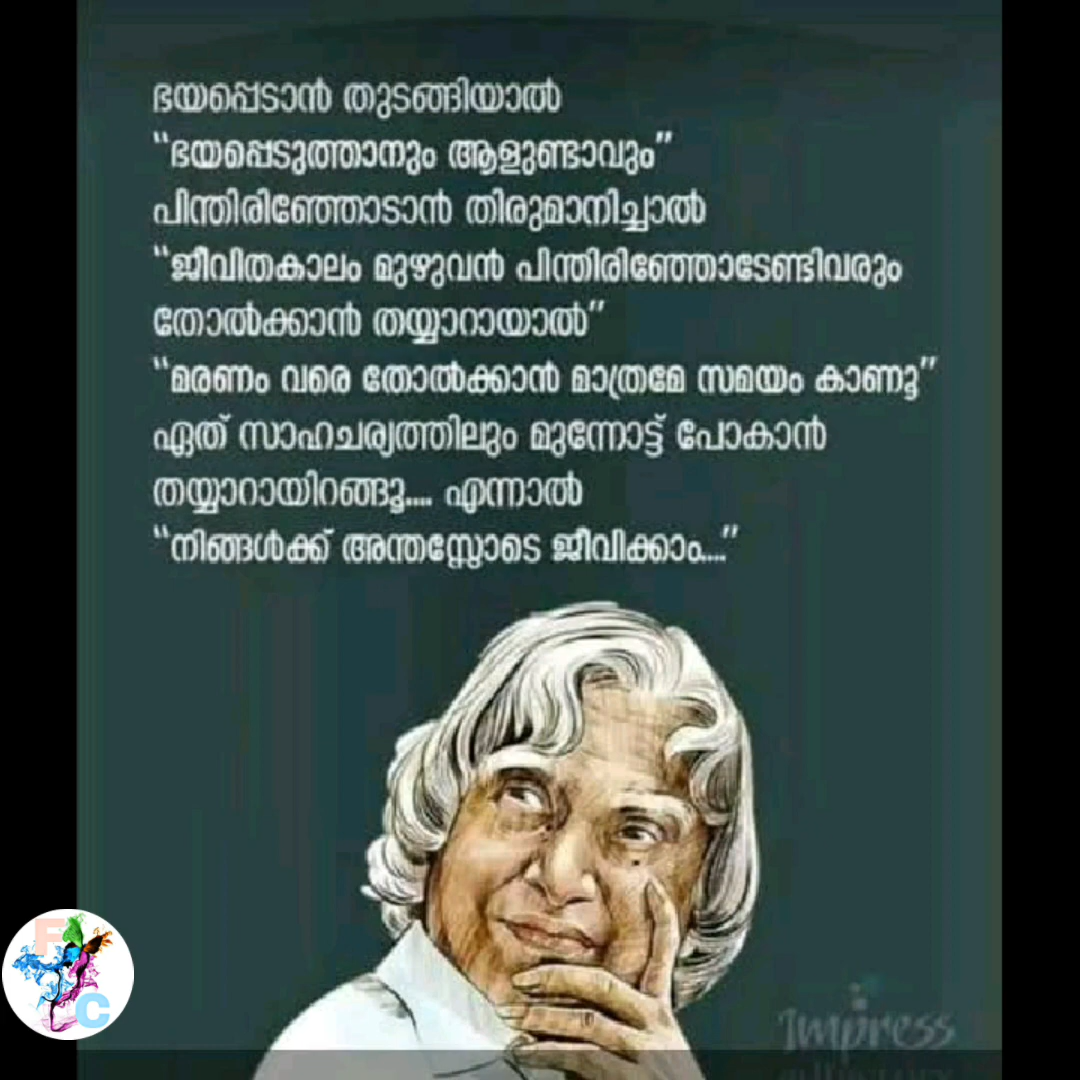 ഭയപ്പെടാൻ തുടങ്ങിയാൽ
“ഭയപ്പെടുത്താനും ആളുണ്ടാവും”
പിന്തിരിഞ്ഞോടാൻ തിരുമാനിച്ചാൽ
“ജീവിതകാലം മുഴുവൻ പിന്തിരിഞ്ഞോടേണ്ടിവരും
തോൽക്കാൻ തയ്യാറായാൽ”
“മരണം വരെ തോൽക്കാൻ മാത്രമേ സമയം കാണൂ”
ഏത് സാഹചര്യത്തിലും മുന്നോട്ട് പോകാൻ
തയ്യാറായിറങ്ങൂ.... എന്നാൽ
“നിങ്ങൾക്ക് അന്തസ്സോടെ ജീവിക്കാം....”
F
C
Impress